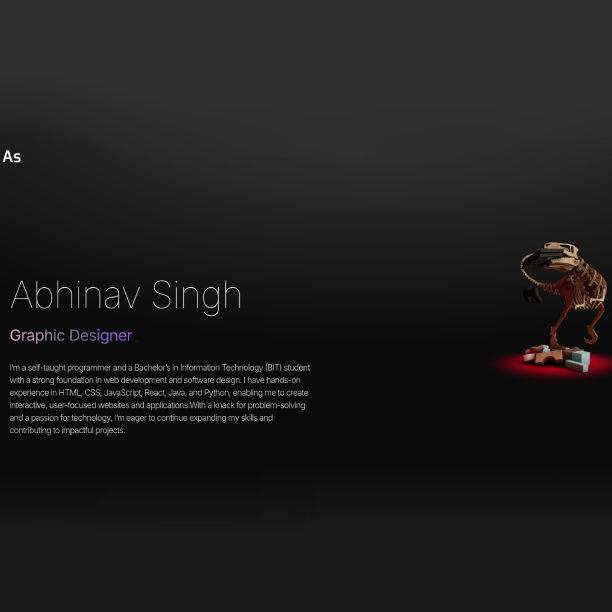 As
Abhinav Singh
Graphic Designer
I'm a self-taught programmer and a Bachelor's in Information Technology (BIT) student
with a strong foundation in web development and software design. I have hands-on
experience in HTML, CSS, JavaScript, React, Java, and Python, enabling me to create
interactive, user-focused websites and applications.With a knack for problem-solving
and a passion for technology, I'm eager to continue expanding my skills and
contributing to impactful projects.